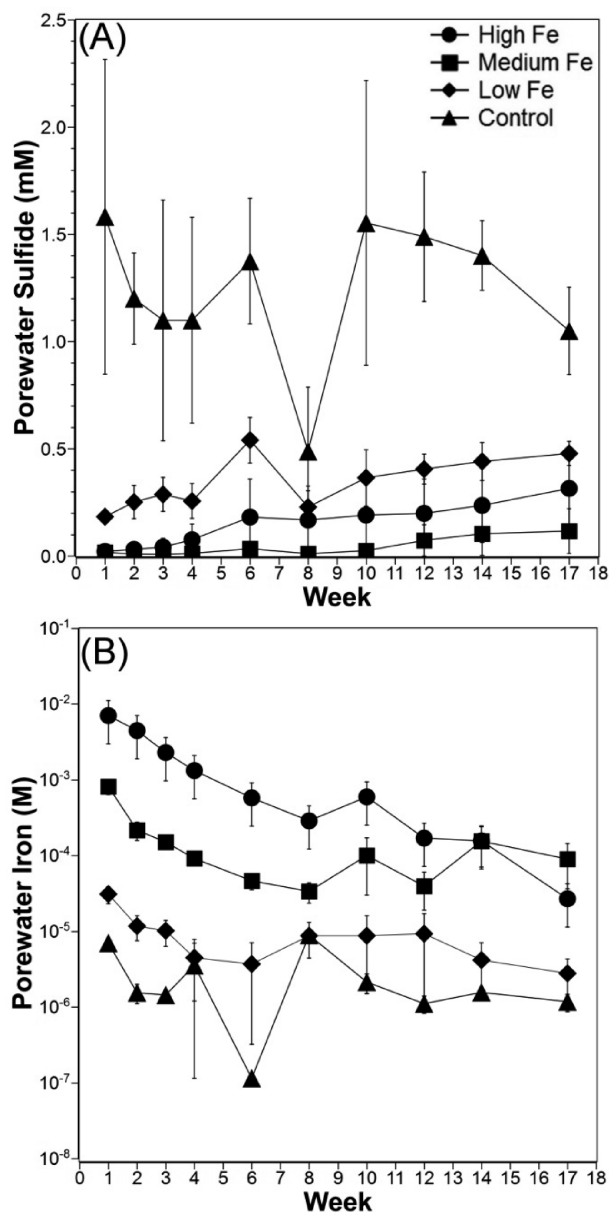 (A)
High Fe
Medium Fe
Low Fe
Control
Porewater Sulfide (mM)
2.5
2.0
1.5
1.0
0.5
0.0
0 1 2 3 4 5 6 7 8 9 10 11 12 13 14 15 16 17 18
Week
(B)
Porewater Iron (M)
10⁻¹
10⁻²
10⁻³
10⁻⁴
10⁻⁵
10⁻⁶
10⁻⁷
10⁻⁸
0 1 2 3 4 5 6 7 8 9 10 11 12 13 14 15 16 17 18
Week